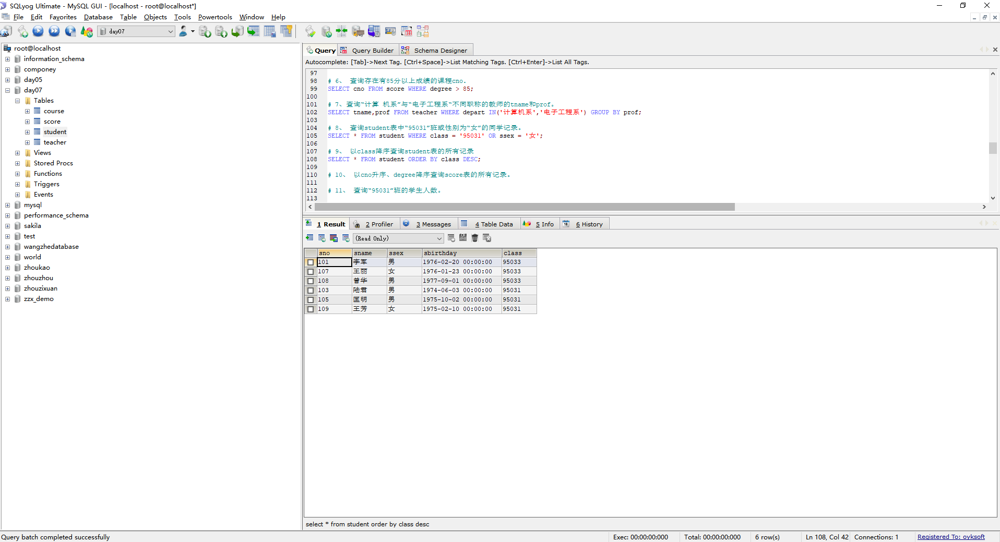 SQLyog Ultimate - MySQL GUI - [localhost - root@localhost*]
File Edit Favorites Database Table Objects Tools Powertools Window Help
day07
root@localhost
information_schema
componey
day05
day07
Tables
course
score
student
teacher
Views
Stored Procs
Functions
Triggers
Events
mysql
performance_schema
sakila
test
wangzhedatabase
world
zhoukao
zhouzhou
zhouzixuan
zzx_demo
Query Query Builder Schema Designer
Autocomplete: [Tab]->Next Tag. [Ctrl+Space]->List Matching Tags. [Ctrl+Enter]->List All Tags.
97
98 # 6、 查询存在有85分以上成绩的课程cno.
99 SELECT cno FROM score WHERE degree > 85;
100
101 # 7、查询“计算 机系”与“电子工程系“不同职称的教师的tname和prof。
102 SELECT tname,prof FROM teacher WHERE depart IN('计算机系','电子工程系') GROUP BY prof;
103
104 # 8、 查询student表中“95031”班或性别为“女”的同学记录。
105 SELECT * FROM student WHERE class = '95031' OR ssex = '女';
106
107 # 9、 以class降序查询student表的所有记录
108 SELECT * FROM student ORDER BY class DESC;
109
110 # 10、 以cno升序、degree降序查询score表的所有记录。
111
112 # 11、 查询“95031”班的学生人数。
113
1 Result 2 Profiler 3 Messages 4 Table Data 5 Info 18 6 History
(Read Only)
sno sname ssex sbirthday class
101 李军 男 1976-02-20 00:00:00 95033
107 王丽 女 1976-01-23 00:00:00 95033
108 曾华 男 1977-09-01 00:00:00 95033
103 陆君 男 1974-06-03 00:00:00 95031
105 匡明 男 1975-10-02 00:00:00 95031
109 王芳 女 1975-02-10 00:00:00 95031
select * from student order by class desc
Query batch completed successfully Exec: 00:00:00:000 Total: 00:00:00:000 6 row(s) Ln 108, Col 42 Connections: 1 Registered To: ovksoft